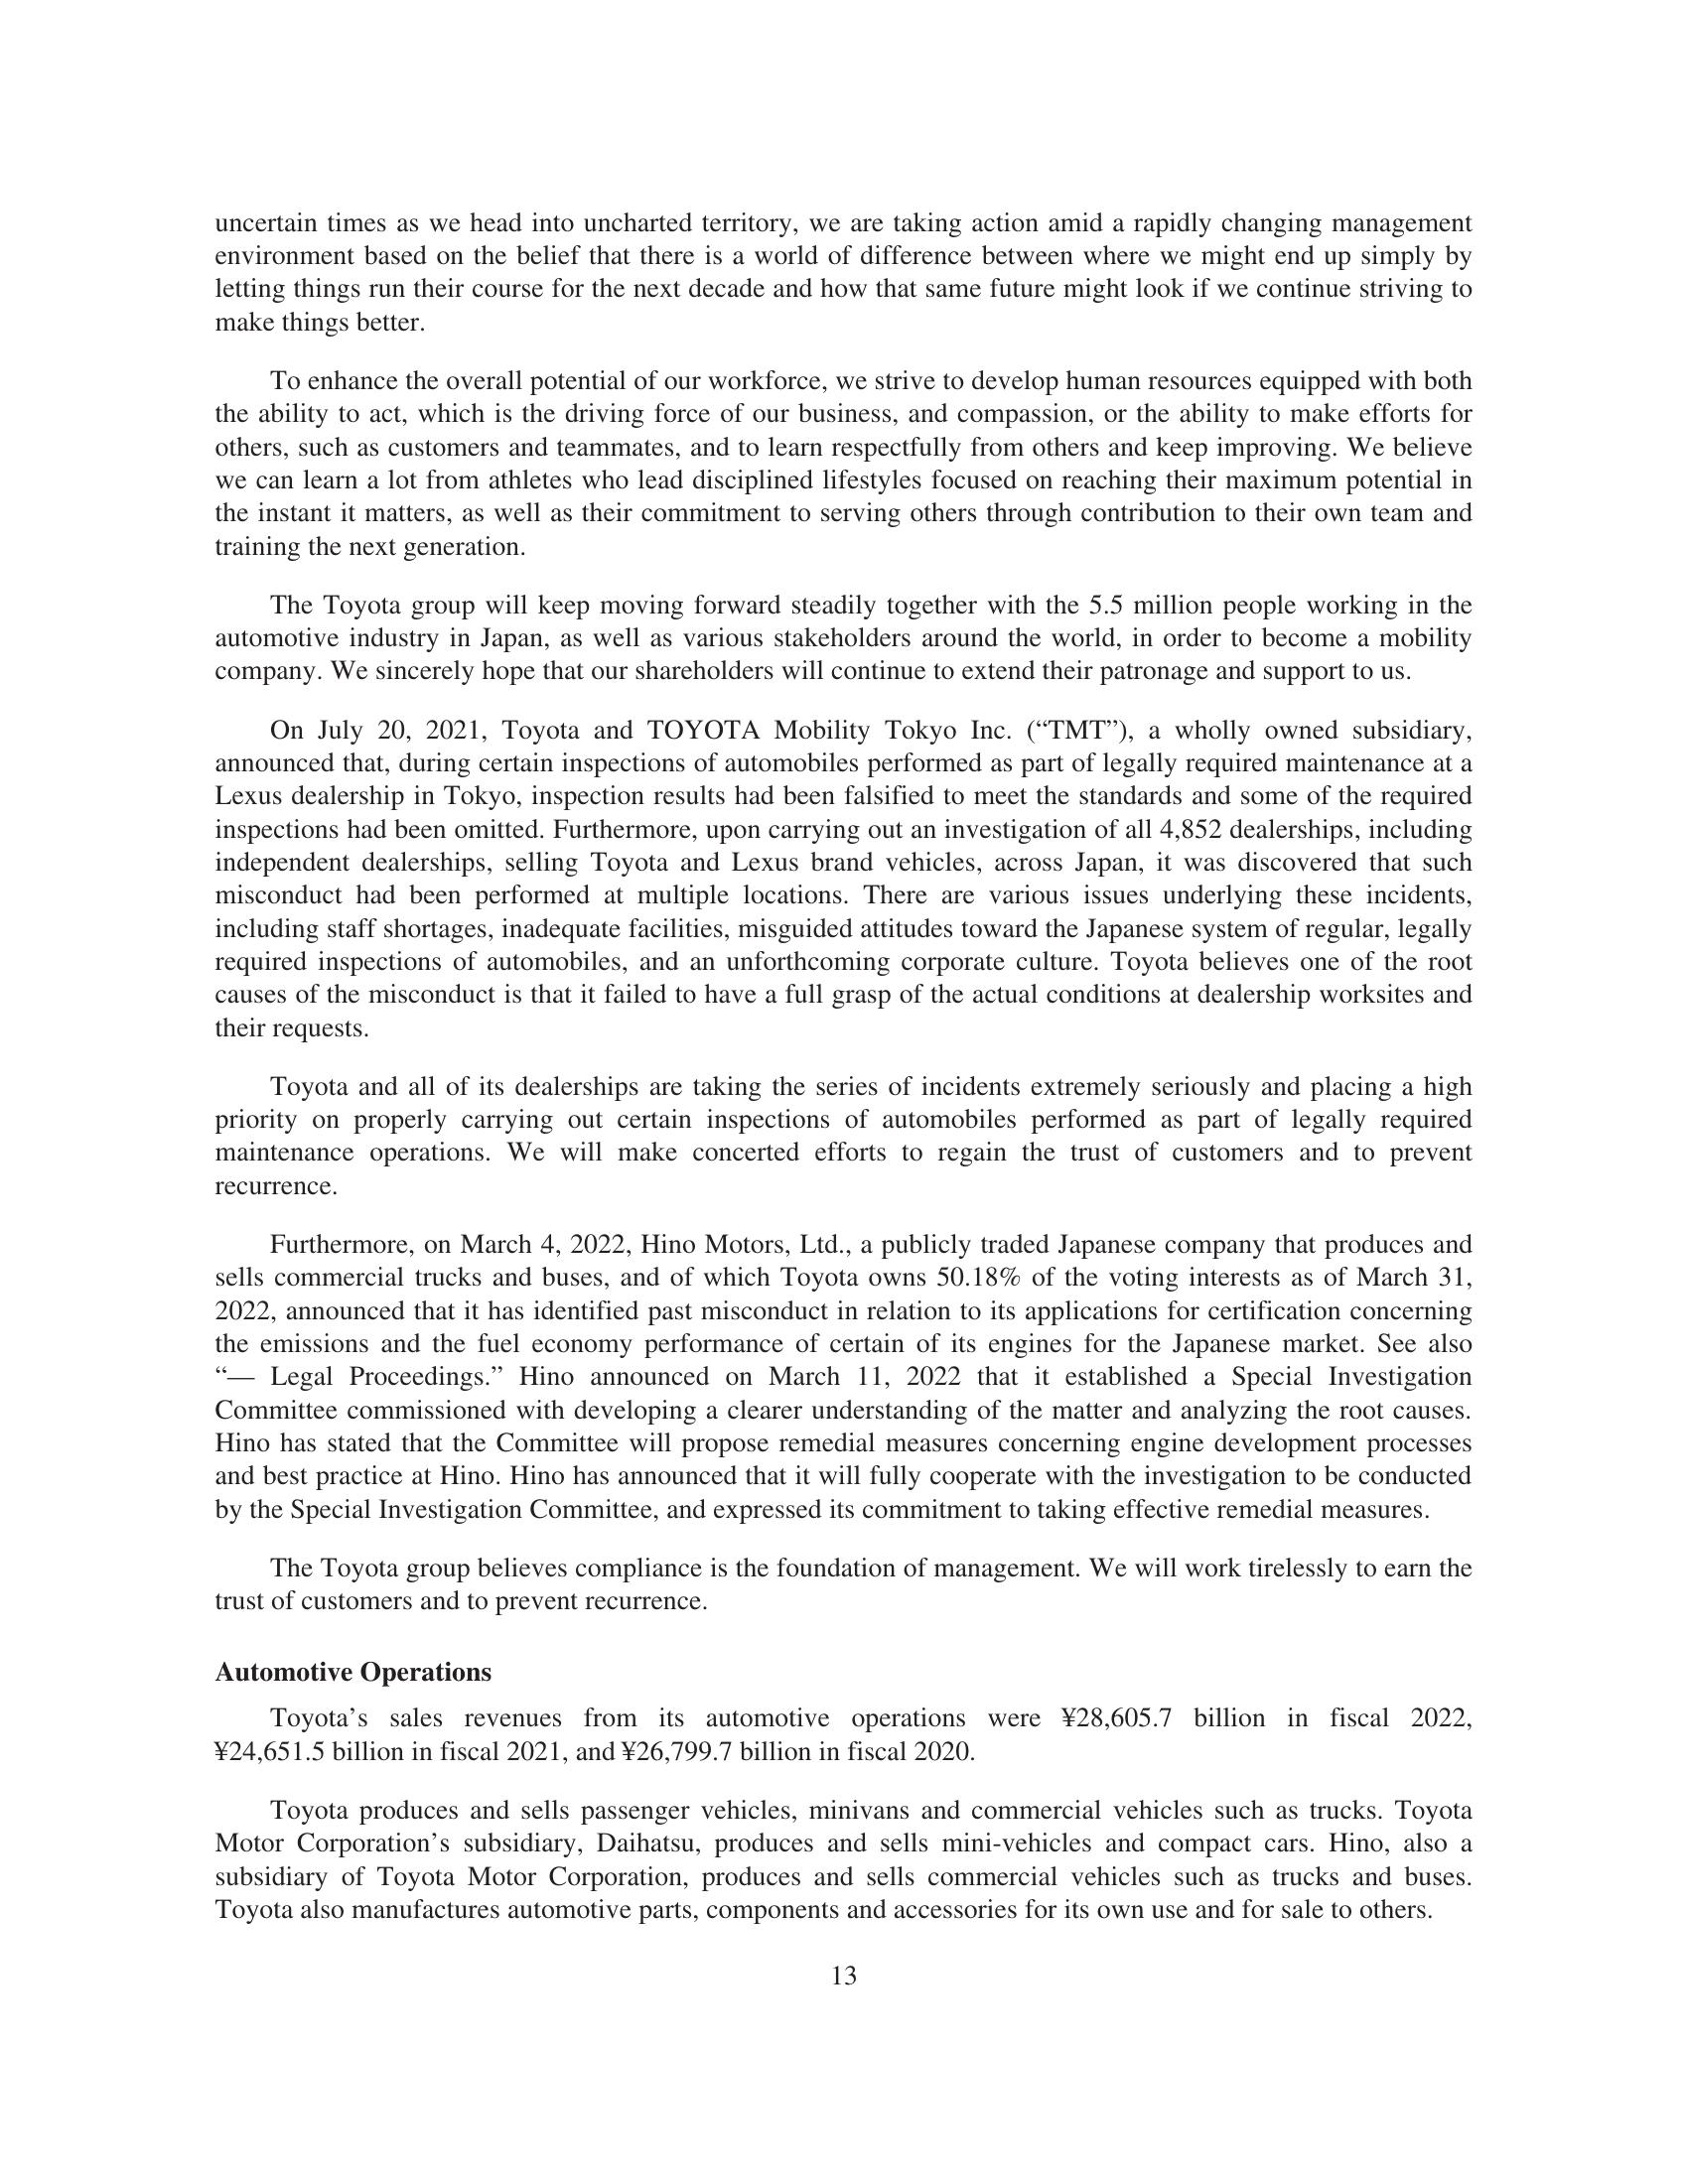 uncertain times as we head into uncharted territory, we are taking action amid a rapidly changing management
environment based on the belief that there is a world of difference between where we might end up simply by
letting things run their course for the next decade and how that same future might look if we continue striving to
make things better.
To enhance the overall potential of our workforce, we strive to develop human resources equipped with both
the ability to act, which is the driving force of our business, and compassion, or the ability to make efforts for
others, such as customers and teammates, and to learn respectfully from others and keep improving. We believe
we can learn a lot from athletes who lead disciplined lifestyles focused on reaching their maximum potential in
the instant it matters, as well as their commitment to serving others through contribution to their own team and
training the next generation.
The Toyota group will keep moving forward steadily together with the 5.5 million people working in the
automotive industry in Japan, as well as various stakeholders around the world, in order to become a mobility
company. We sincerely hope that our shareholders will continue to extend their patronage and support to us.
On July 20, 2021, Toyota and TOYOTA Mobility Tokyo Inc. (“TMT”), a wholly owned subsidiary,
announced that, during certain inspections of automobiles performed as part of legally required maintenance at a
Lexus dealership in Tokyo, inspection results had been falsified to meet the standards and some of the required
inspections had been omitted. Furthermore, upon carrying out an investigation of all 4,852 dealerships, including
independent dealerships, selling Toyota and Lexus brand vehicles, across Japan, it was discovered that such
misconduct had been performed at multiple locations. There are various issues underlying these incidents,
including staff shortages, inadequate facilities, misguided attitudes toward the Japanese system of regular, legally
required inspections of automobiles, and an unforthcoming corporate culture. Toyota believes one of the root
causes of the misconduct is that it failed to have a full grasp of the actual conditions at dealership worksites and
their requests.
Toyota and all of its dealerships are taking the series of incidents extremely seriously and placing a high
priority on properly carrying out certain inspections of automobiles performed as part of legally required
maintenance operations. We will make concerted efforts to regain the trust of customers and to prevent
recurrence.
Furthermore, on March 4, 2022, Hino Motors, Ltd., a publicly traded Japanese company that produces and
sells commercial trucks and buses, and of which Toyota owns 50.18% of the voting interests as of March 31,
2022, announced that it has identified past misconduct in relation to its applications for certification concerning
the emissions and the fuel economy performance of certain of its engines for the Japanese market. See also
“— Legal Proceedings.” Hino announced on March 11, 2022 that it established a Special Investigation
Committee commissioned with developing a clearer understanding of the matter and analyzing the root causes.
Hino has stated that the Committee will propose remedial measures concerning engine development processes
and best practice at Hino. Hino has announced that it will fully cooperate with the investigation to be conducted
by the Special Investigation Committee, and expressed its commitment to taking effective remedial measures.
The Toyota group believes compliance is the foundation of management. We will work tirelessly to earn the
trust of customers and to prevent recurrence.
Automotive Operations
Toyota’s sales revenues from its automotive operations were ¥28,605.7 billion in fiscal 2022,
¥24,651.5 billion in fiscal 2021, and ¥26,799.7 billion in fiscal 2020.
Toyota produces and sells passenger vehicles, minivans and commercial vehicles such as trucks. Toyota
Motor Corporation’s subsidiary, Daihatsu, produces and sells mini-vehicles and compact cars. Hino, also a
subsidiary of Toyota Motor Corporation, produces and sells commercial vehicles such as trucks and buses.
Toyota also manufactures automotive parts, components and accessories for its own use and for sale to others.
13